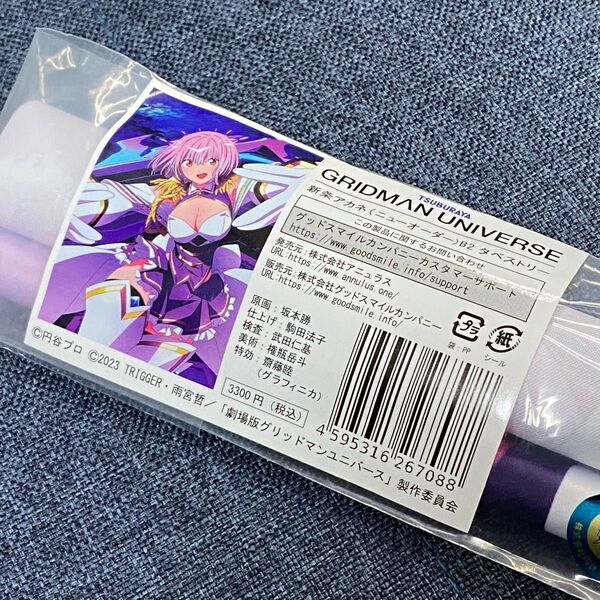 TSUBURAYA
GRIDMAN UNIVERSE
新条アカネ(ニューオーダー)B2 タペストリー
この製品に関するお問い合わせ
グッドスマイルカンパニーカスタマーサポート
https://www.goodsmile.info/support
発売元:株式会社アニュラス
URL:https://www.annulus.one/
販売元:株式会社グッドスマイルカンパニー
URL:https://www.goodsmile.info/
原画:坂本勝
仕上げ:駒田法子
検査:武田仁基
美術:権瓶岳斗
特効:齋藤睦
(グラフィニカ)
3300円(税込)
プラ
袋:PP
紙
シール
4 595316 267088
©円谷プロ ©2023 TRIGGER・雨宮哲/「劇場版グリッドマンユニバース」製作委員会